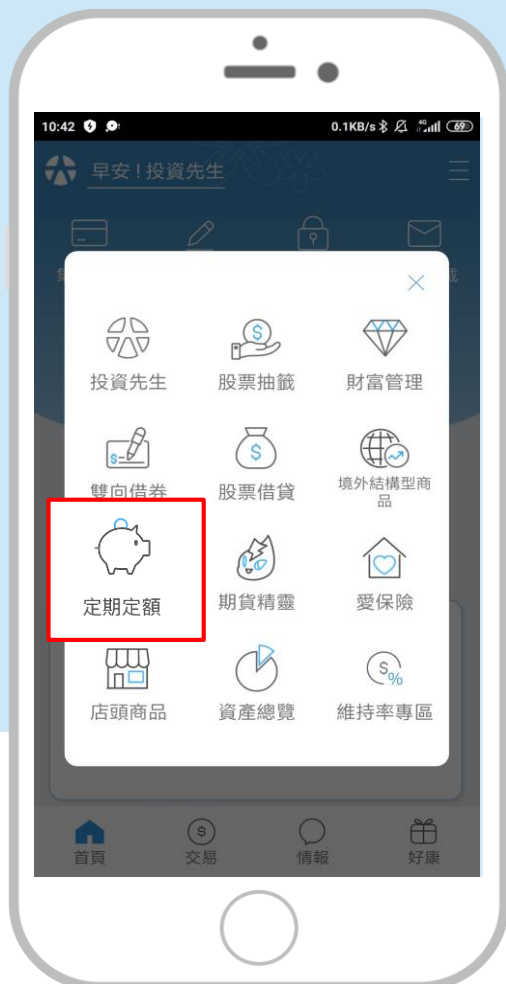 10:42
0.1KB/s
4G
69
早安！投資先生
投資先生
股票抽籤
財富管理
雙向借券
股票借貸
境外結構型商
品
定期定額
期貨精靈
愛保險
店頭商品
資產總覽
維持率專區
首頁
交易
情報
好康